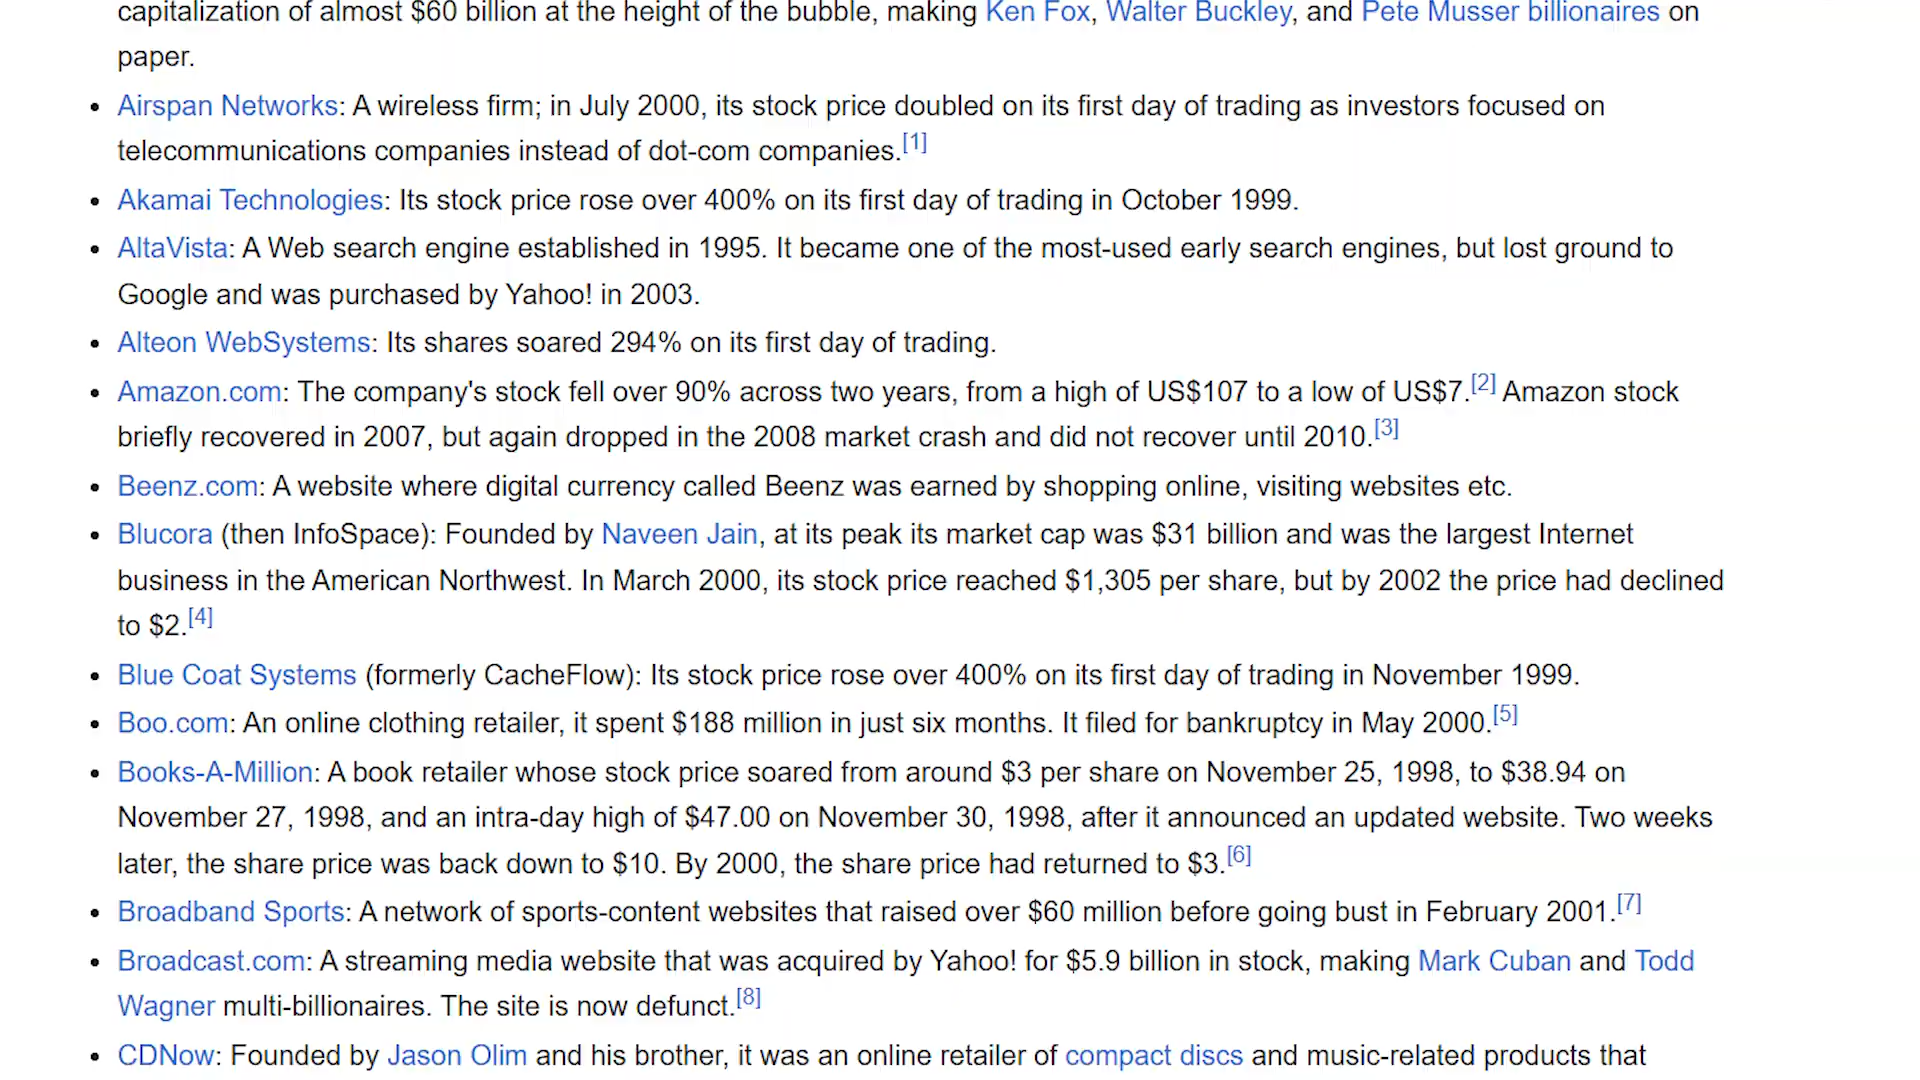 capitalization of almost $60 billion at the height of the bubble, making Ken Fox, Walter Buckley, and Pete Musser billionaires on
paper.
• Airspan Networks: A wireless firm; in July 2000, its stock price doubled on its first day of trading as investors focused on
telecommunications companies instead of dot-com companies.[1]
• Akamai Technologies: Its stock price rose over 400% on its first day of trading in October 1999.
• AltaVista: A Web search engine established in 1995. It became one of the most-used early search engines, but lost ground to
Google and was purchased by Yahoo! in 2003.
• Alteon WebSystems: Its shares soared 294% on its first day of trading.
• Amazon.com: The company's stock fell over 90% across two years, from a high of US$107 to a low of US$7.[2] Amazon stock
briefly recovered in 2007, but again dropped in the 2008 market crash and did not recover until 2010.[3]
• Beenz.com: A website where digital currency called Beenz was earned by shopping online, visiting websites etc.
• Blucora (then InfoSpace): Founded by Naveen Jain, at its peak its market cap was $31 billion and was the largest Internet
business in the American Northwest. In March 2000, its stock price reached $1,305 per share, but by 2002 the price had declined
to $2.[4]
• Blue Coat Systems (formerly CacheFlow): Its stock price rose over 400% on its first day of trading in November 1999.
• Boo.com: An online clothing retailer, it spent $188 million in just six months. It filed for bankruptcy in May 2000.[5]
• Books-A-Million: A book retailer whose stock price soared from around $3 per share on November 25, 1998, to $38.94 on
November 27, 1998, and an intra-day high of $47.00 on November 30, 1998, after it announced an updated website. Two weeks
later, the share price was back down to $10. By 2000, the share price had returned to $3.[6]
• Broadband Sports: A network of sports-content websites that raised over $60 million before going bust in February 2001.[7]
• Broadcast.com: A streaming media website that was acquired by Yahoo! for $5.9 billion in stock, making Mark Cuban and Todd
Wagner multi-billionaires. The site is now defunct.[8]
• CDNow: Founded by Jason Olim and his brother, it was an online retailer of compact discs and music-related products that